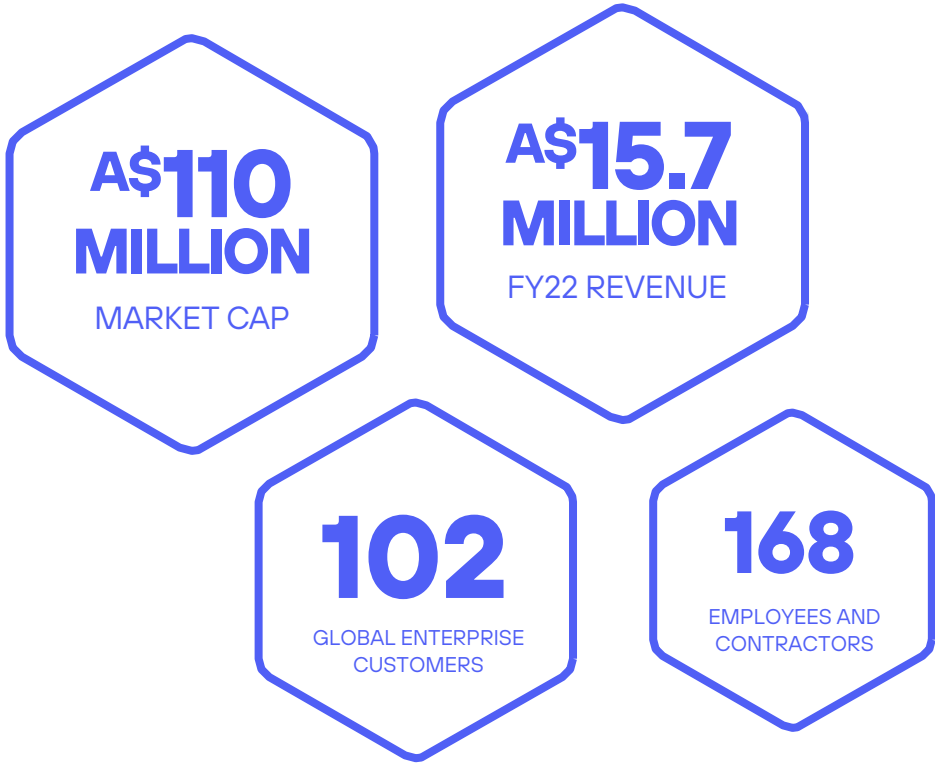 A$110
MILLION
MARKET CAP
A$15.7
MILLION
FY22 REVENUE
102
GLOBAL ENTERPRISE
CUSTOMERS
168
EMPLOYEES AND
CONTRACTORS